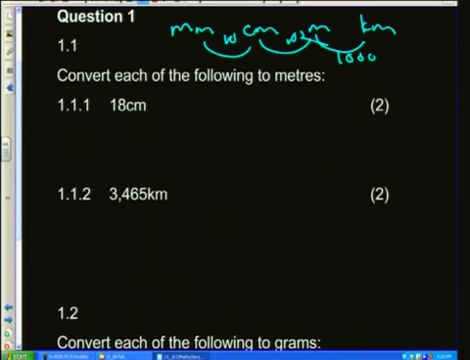 Question 1
mm cm m km
10 1000
1.1
Convert each of the following to metres:
1.1.1 18cm (2)
1.1.2 3,465km (2)
1.2
Convert each of the following to grams: